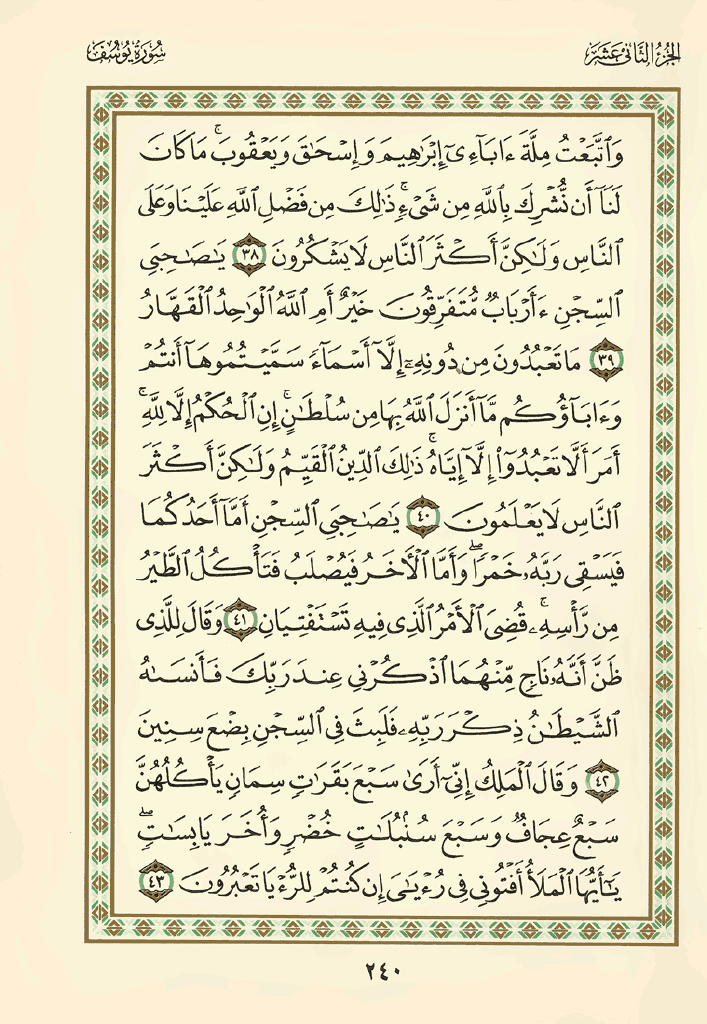 الجزء الثاني عشر
سورة يوسف
وَٱتَّبَعْتُ مِلَّةَ ءَابَآءِىٓ إِبْرَٰهِيمَ وَإِسْحَٰقَ وَيَعْقُوبَ ۚ مَا كَانَ
لَنَآ أَن نُّشْرِكَ بِٱللَّهِ مِن شَىْءٍ ۚ ذَٰلِكَ مِن فَضْلِ ٱللَّهِ عَلَيْنَا وَعَلَى
ٱلنَّاسِ وَلَٰكِنَّ أَكْثَرَ ٱلنَّاسِ لَا يَشْكُرُونَ ٣٨ يَٰصَٰحِبَىِ
ٱلسِّجْنِ ءَأَرْبَابٌ مُّتَفَرِّقُونَ خَيْرٌ أَمِ ٱللَّهُ ٱلْوَٰحِدُ ٱلْقَهَّارُ
٣٩ مَا تَعْبُدُونَ مِن دُونِهِۦٓ إِلَّآ أَسْمَآءً سَمَّيْتُمُوهَآ أَنتُمْ
وَءَابَآؤُكُم مَّآ أَنزَلَ ٱللَّهُ بِهَا مِن سُلْطَٰنٍ ۚ إِنِ ٱلْحُكْمُ إِلَّا لِلَّهِ ۚ
أَمَرَ أَلَّا تَعْبُدُوٓا۟ إِلَّآ إِيَّاهُ ۚ ذَٰلِكَ ٱلدِّينُ ٱلْقَيِّمُ وَلَٰكِنَّ أَكْثَرَ
ٱلنَّاسِ لَا يَعْلَمُونَ ٤٠ يَٰصَٰحِبَىِ ٱلسِّجْنِ أَمَّآ أَحَدُكُمَا
فَيَسْقِى رَبَّهُۥ خَمْرًا ۖ وَأَمَّا ٱلْءَاخَرُ فَيُصْلَبُ فَتَأْكُلُ ٱلطَّيْرُ
مِن رَّأْسِهِۦ ۚ قُضِىَ ٱلْأَمْرُ ٱلَّذِى فِيهِ تَسْتَفْتِيَانِ ٤١ وَقَالَ لِلَّذِى
ظَنَّ أَنَّهُۥ نَاجٍ مِّنْهُمَا ٱذْكُرْنِى عِندَ رَبِّكَ فَأَنسَىٰهُ
ٱلشَّيْطَٰنُ ذِكْرَ رَبِّهِۦ فَلَبِثَ فِى ٱلسِّجْنِ بِضْعَ سِنِينَ
٤٢ وَقَالَ ٱلْمَلِكُ إِنِّىٓ أَرَىٰ سَبْعَ بَقَرَٰتٍ سِمَانٍ يَأْكُلُهُنَّ
سَبْعٌ عِجَافٌ وَسَبْعَ سُنۢبُلَٰتٍ خُضْرٍ وَأُخَرَ يَابِسَٰتٍ ۖ
يَٰٓأَيُّهَا ٱلْمَلَأُ أَفْتُونِى فِى رُءْيَٰىَ إِن كُنتُمْ لِلرُّءْيَا تَعْبُرُونَ ٤٣
٢٤٠